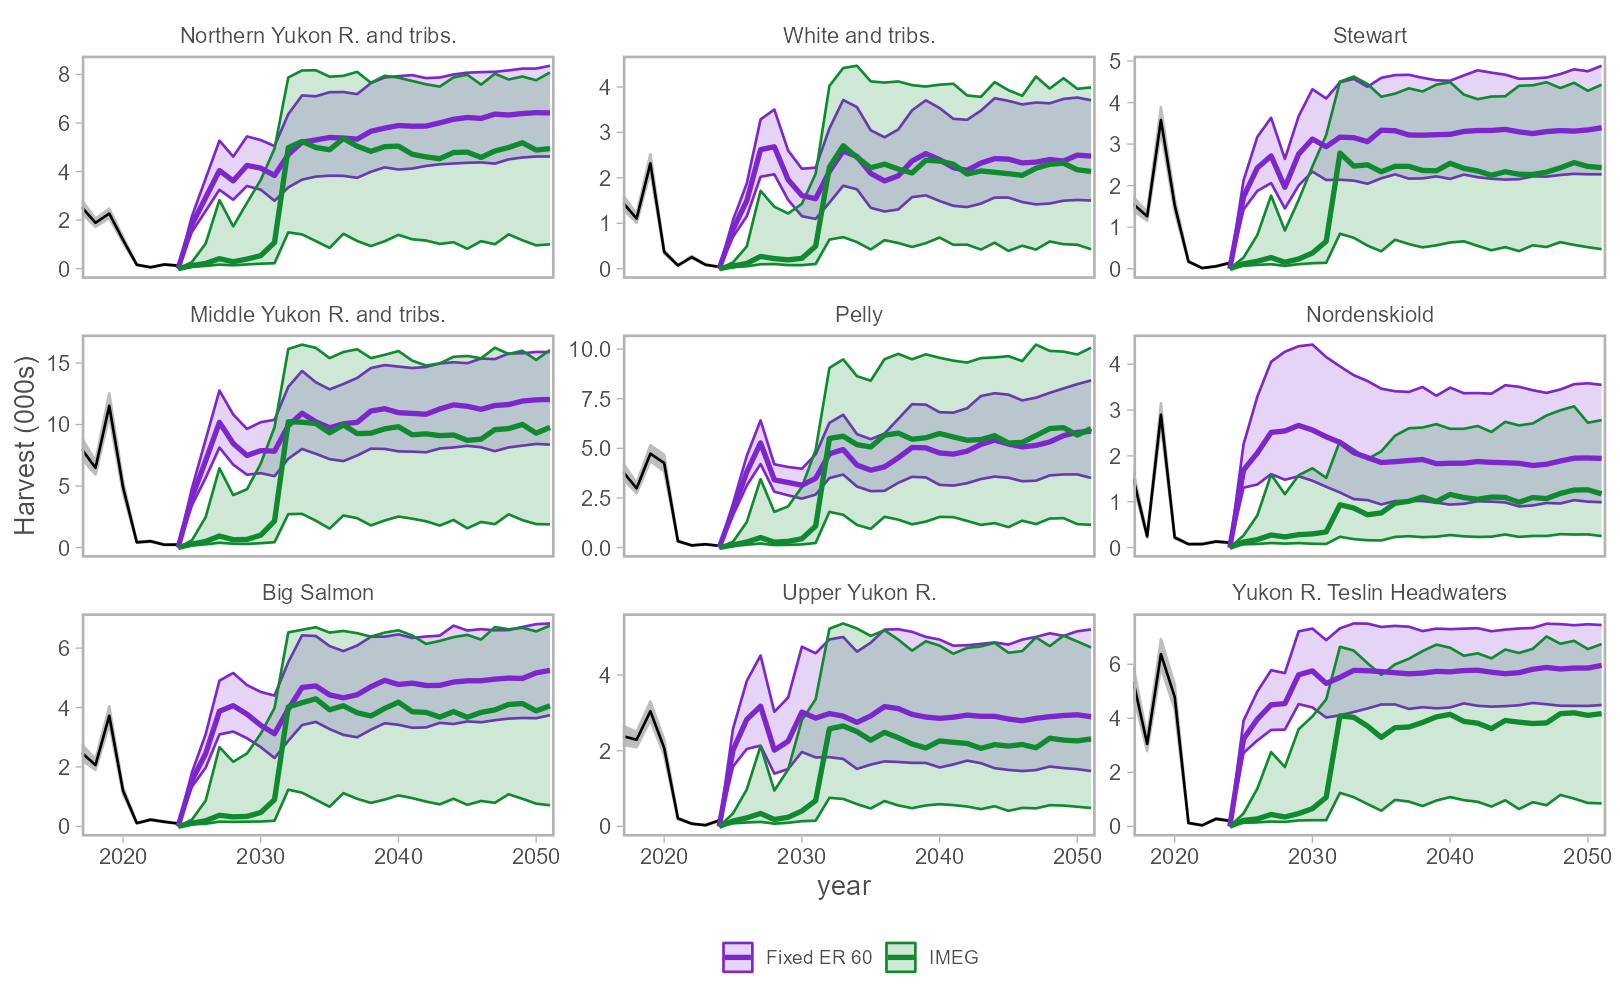 Northern Yukon R. and tribs.
White and tribs.
Stewart
8
6
4
2
0
4
3
2
1
0
5
4
3
2
1
0
Middle Yukon R. and tribs.
Pelly
Nordenskiold
15
10
5
0
10.0
7.5
5.0
2.5
0.0
4
3
2
1
0
Harvest (000s)
Big Salmon
Upper Yukon R.
Yukon R. Teslin Headwaters
6
4
2
0
4
2
0
6
4
2
0
2020 2030 2040 2050
2020 2030 2040 2050
2020 2030 2040 2050
year
Fixed ER 60 IMEG